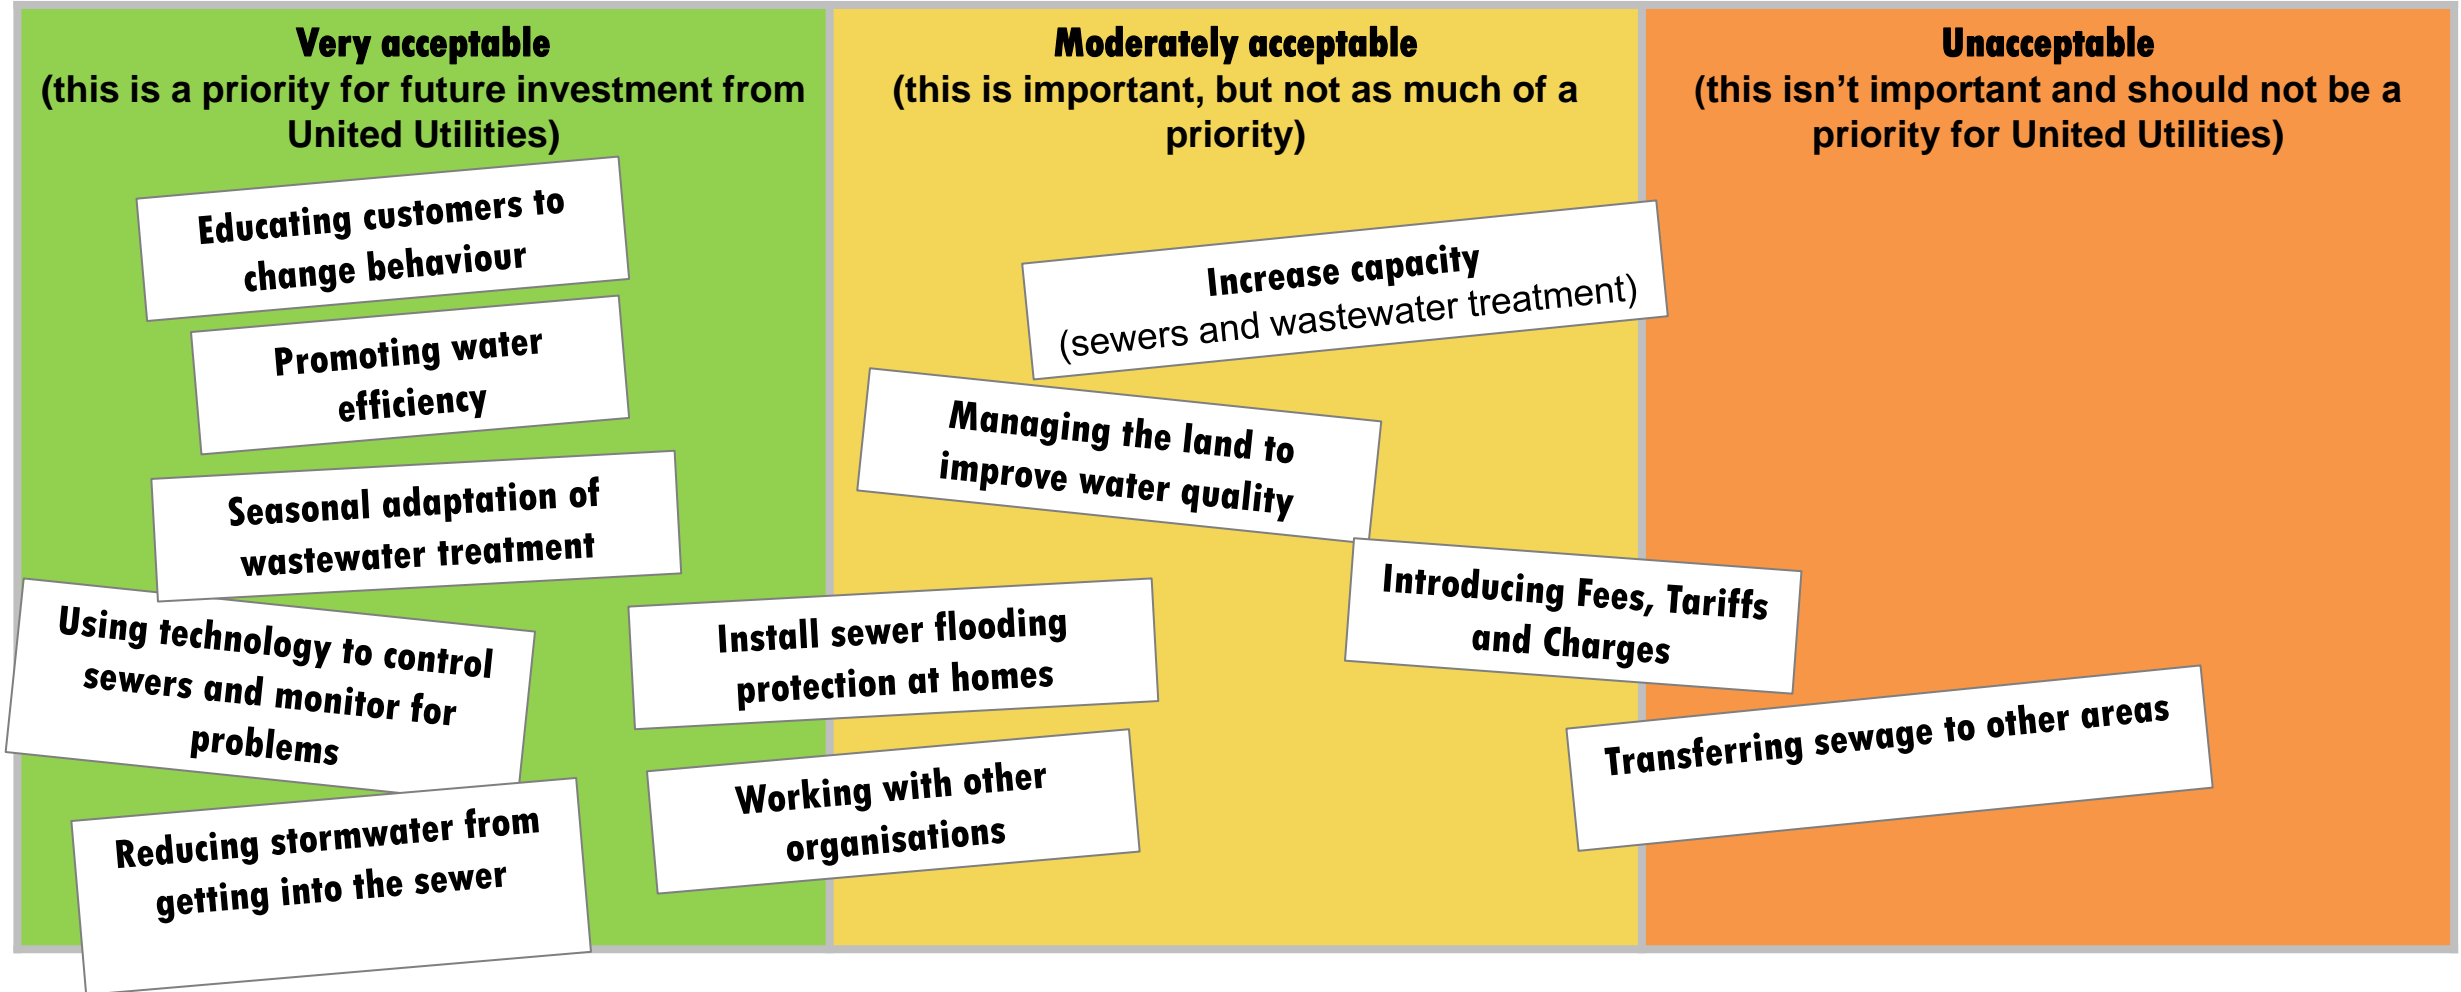 Very acceptable
(this is a priority for future investment from
United Utilities)
Educating customers to
change behaviour
Promoting water
efficiency
Seasonal adaptation of
wastewater treatment
Using technology to control
sewers and monitor for
problems
Reducing stormwater from
getting into the sewer
Moderately acceptable
(this is important, but not as much of a
priority)
Increase capacity
(sewers and wastewater treatment)
Managing the land to
improve water quality
Install sewer flooding
protection at homes
Working with other
organisations
Unacceptable
(this isn’t important and should not be a
priority for United Utilities)
Introducing Fees, Tariffs
and Charges
Transferring sewage to other areas